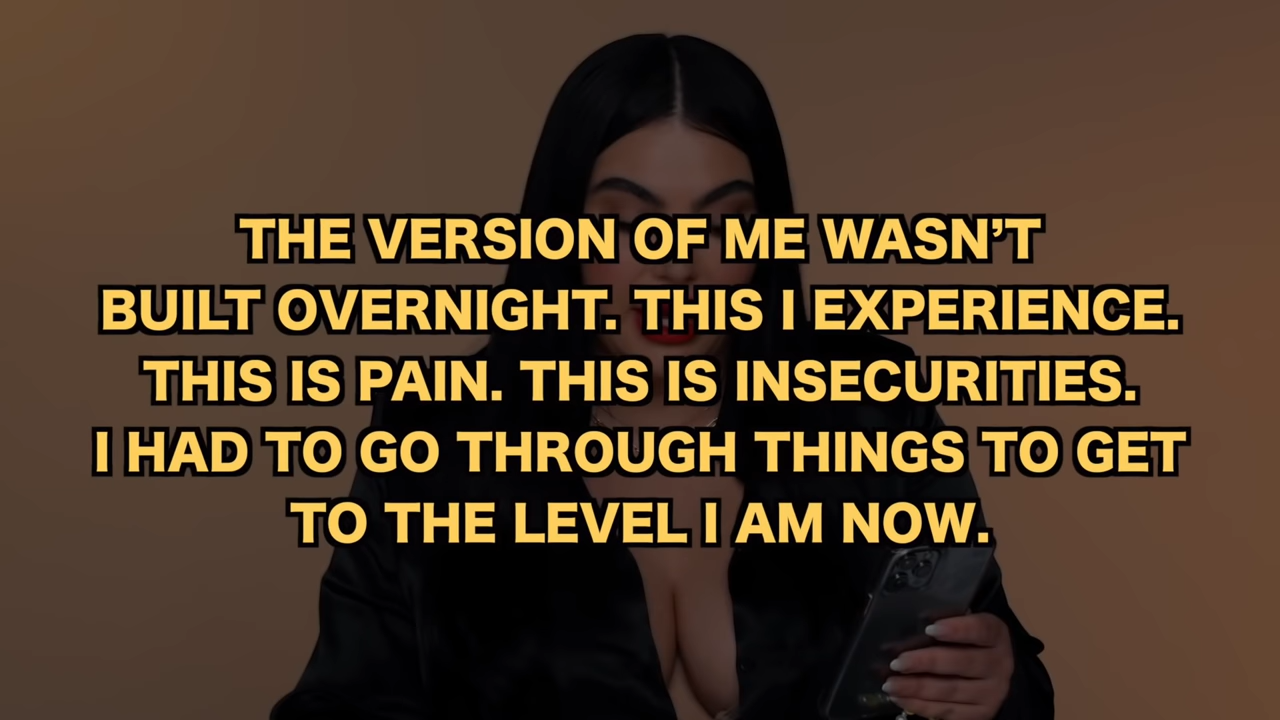 THE VERSION OF ME WASN’T
BUILT OVERNIGHT. THIS I EXPERIENCE.
THIS IS PAIN. THIS IS INSECURITIES.
I HAD TO GO THROUGH THINGS TO GET
TO THE LEVEL I AM NOW.